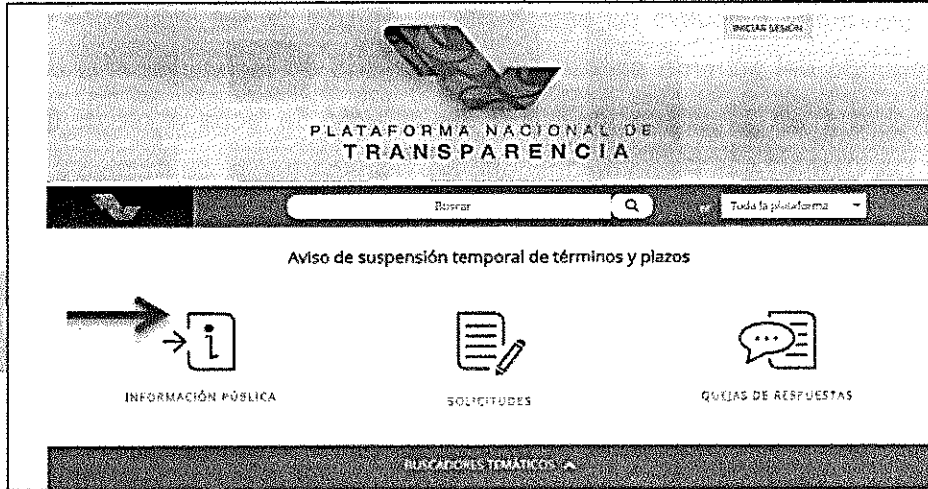 INICIAR SESIÓN
PLATAFORMA NACIONAL DE
TRANSPARENCIA
Buscar
en
Toda la plataforma
Aviso de suspensión temporal de términos y plazos
INFORMACIÓN PÚBLICA
SOLICITUDES
QUEJAS DE RESPUESTAS
BUSCADORES TEMÁTICOS